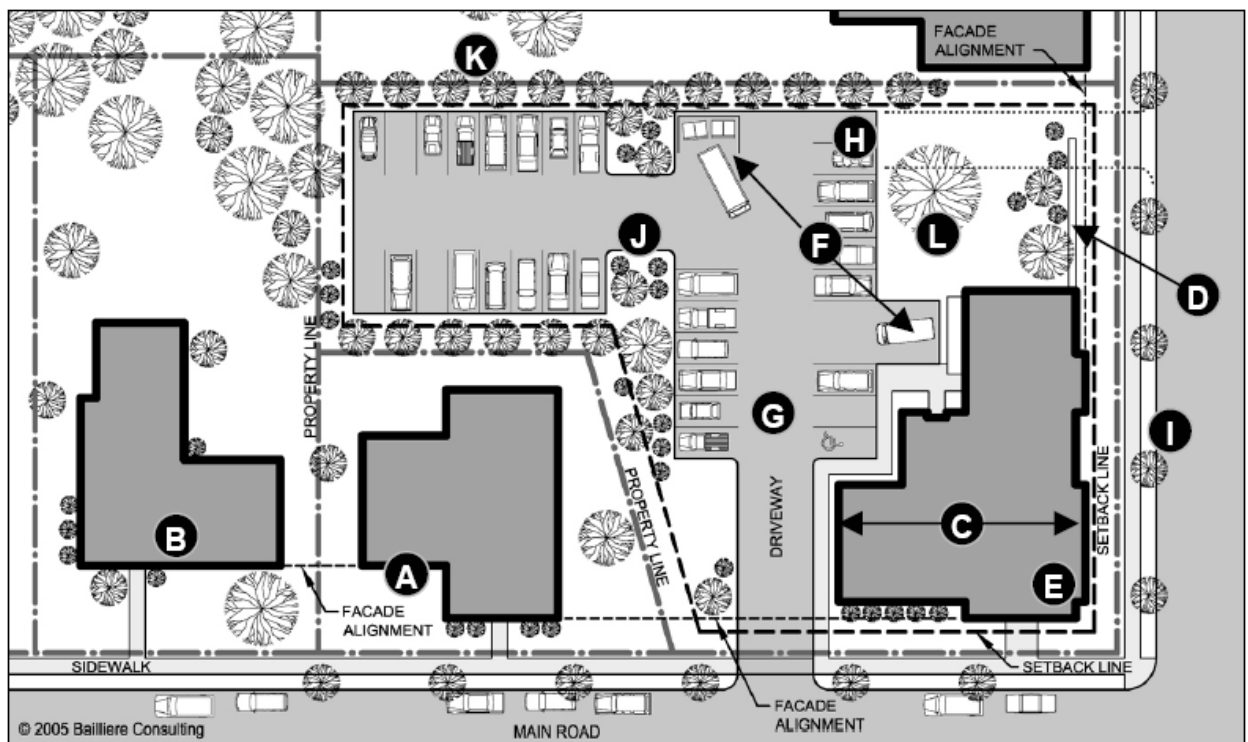 FACADE
ALIGNMENT
K
H
J
F
L
D
PROPERTY LINE
G
I
B
A
PROPERTY LINE
DRIVEWAY
C
SETBACK LINE
E
FACADE
ALIGNMENT
SIDEWALK
SETBACK LINE
FACADE
ALIGNMENT
© 2005 Bailliere Consulting
MAIN ROAD